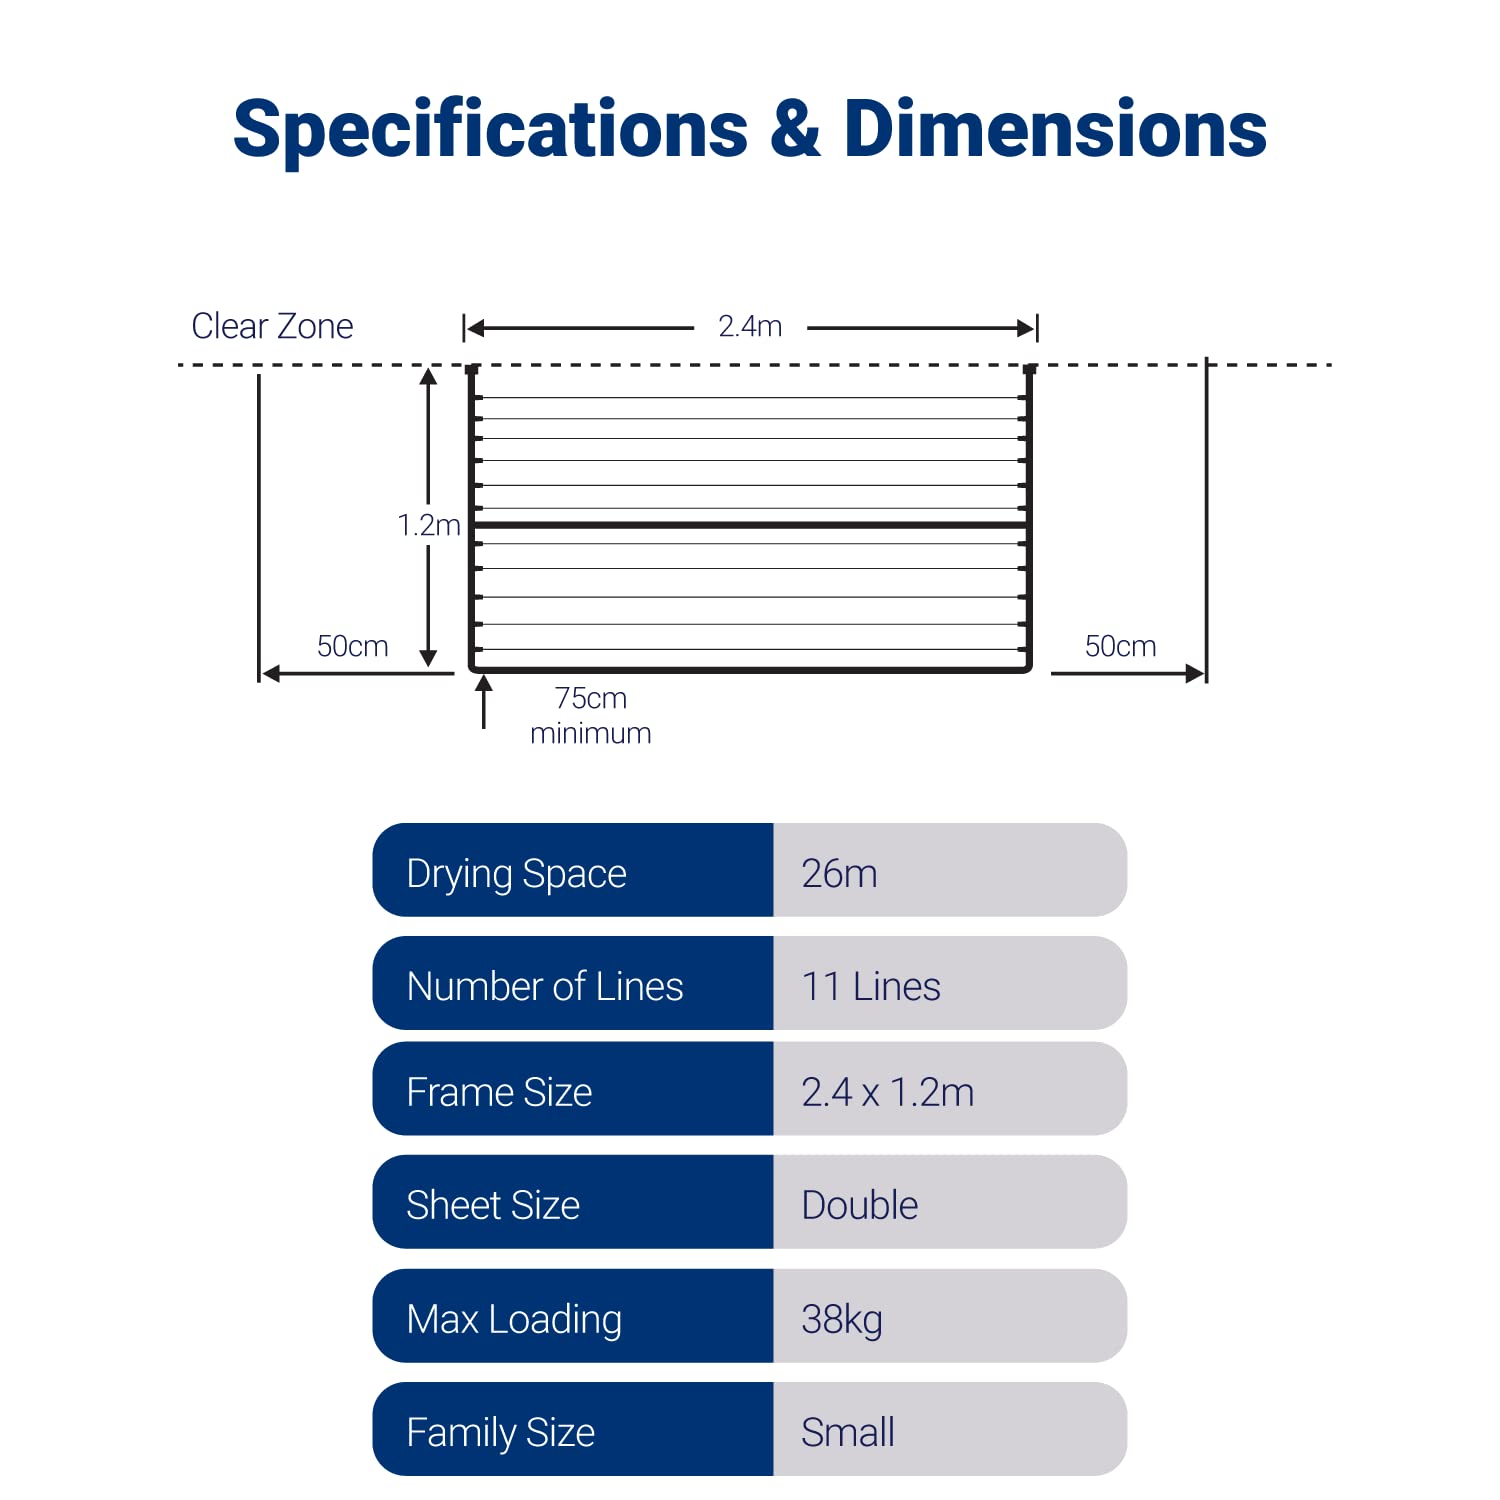 Specifications & Dimensions
Clear Zone
2.4m
1.2m
50cm
50cm
75cm
minimum
Drying Space 26m
Number of Lines 11 Lines
Frame Size 2.4 x 1.2m
Sheet Size Double
Max Loading 38kg
Family Size Small